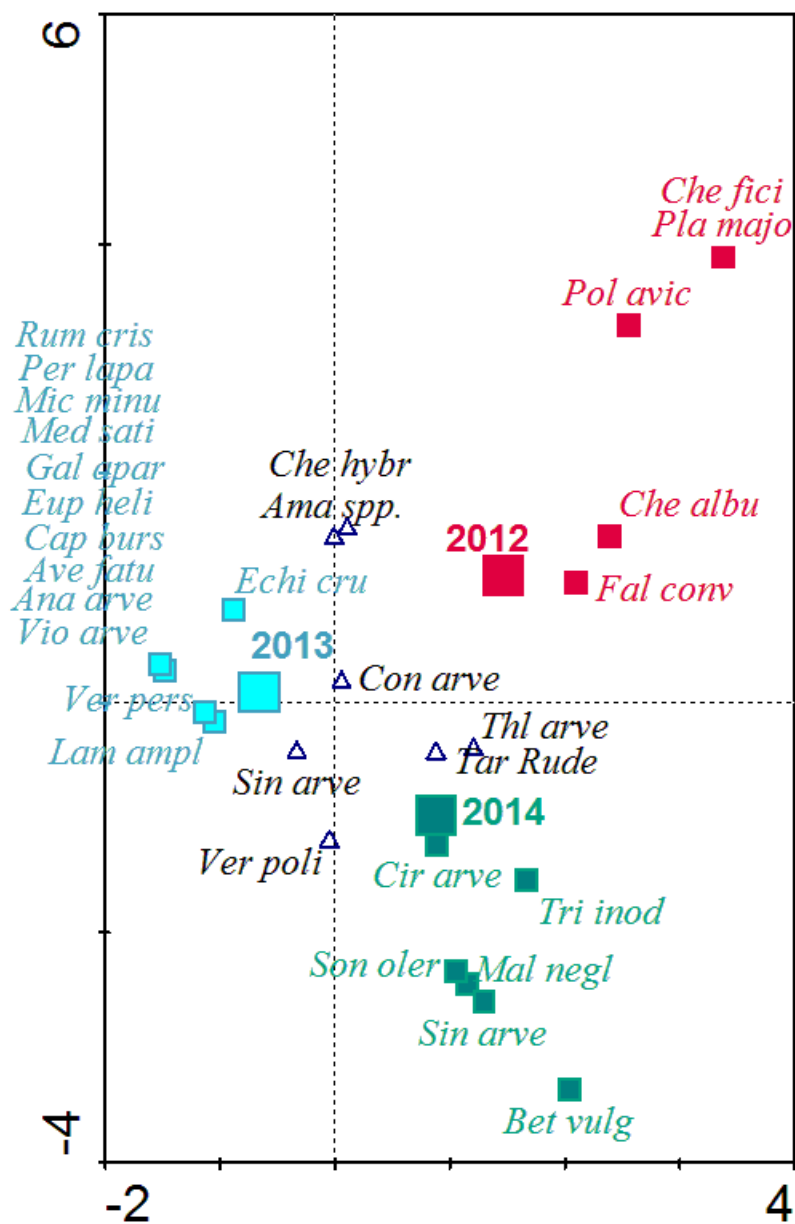 6
Che fici
Pla majo
Pol avic
Rum cris
Per lapa
Mic minu
Med sati
Gal apar
Eup heli
Cap burs
Ave fatu
Ana arve
Vio arve
Che hybr
Ama spp.
Echi cru
2012
Che albu
Fal conv
2013
Con arve
Ver pers
Lam ampl
Sin arve
Thl arve
Tar Rude
2014
Ver poli
Cir arve
Tri inod
Son oler
Mal negl
Sin arve
Bet vulg
-4
-2
4